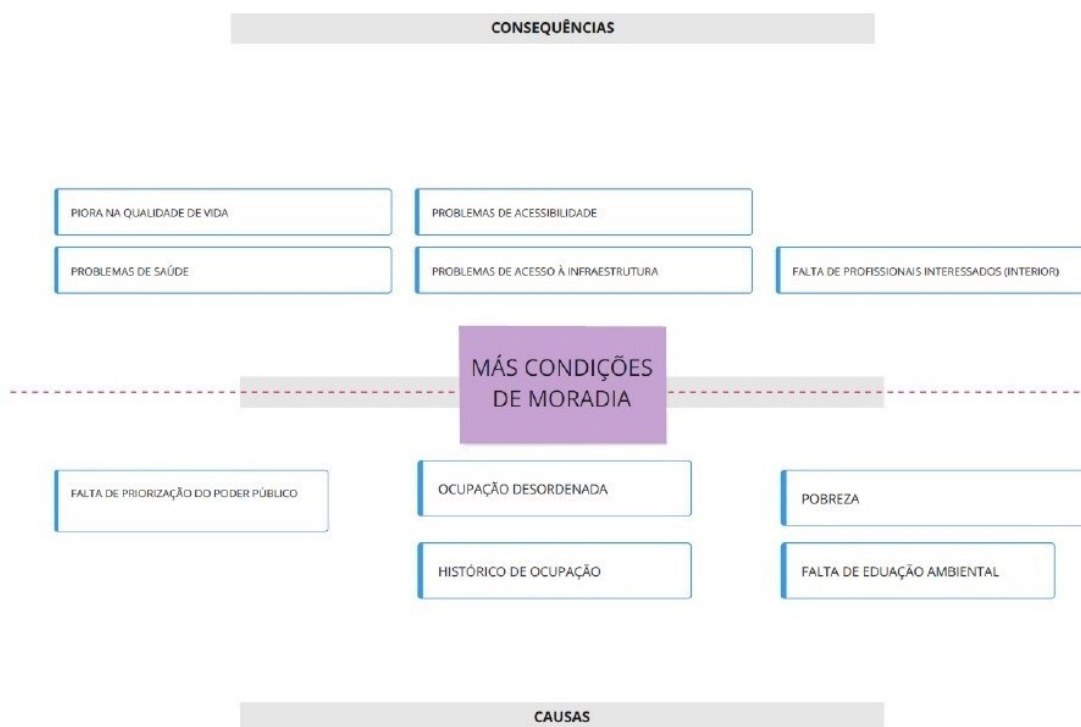 CONSEQUÊNCIAS
PIORA NA QUALIDADE DE VIDA
PROBLEMAS DE ACESSIBILIDADE
PROBLEMAS DE SAÚDE
PROBLEMAS DE ACESSO À INFRAESTRUTURA
FALTA DE PROFISSIONAIS INTERESSADOS (INTERIOR)
MÁS CONDIÇÕES
DE MORADIA
FALTA DE PRIORIZAÇÃO DO PODER PÚBLICO
OCUPAÇÃO DESORDENADA
POBREZA
HISTÓRICO DE OCUPAÇÃO
FALTA DE EDUAÇÃO AMBIENTAL
CAUSAS